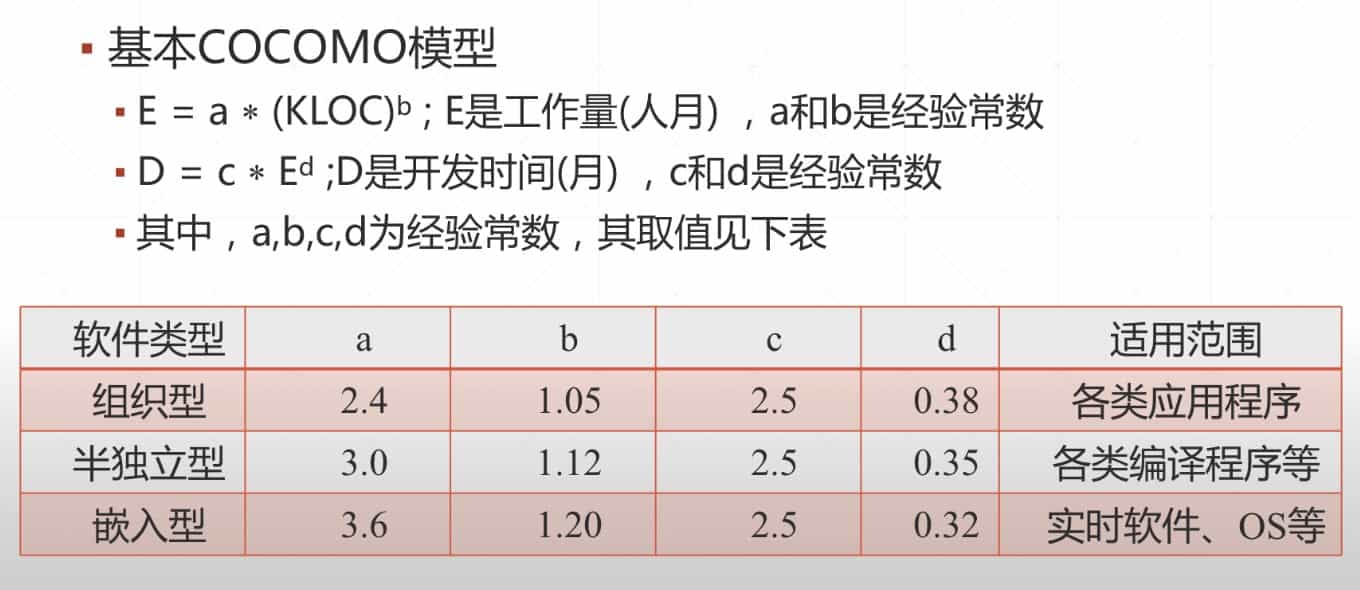 ▪ 基本COCOMO模型
▪ E = a * (KLOC)ᵇ ; E是工作量(人月) ，a和b是经验常数
▪ D = c * Eᵈ ;D是开发时间(月) ，c和d是经验常数
▪ 其中，a,b,c,d为经验常数，其取值见下表
软件类型 a b c d 适用范围
组织型 2.4 1.05 2.5 0.38 各类应用程序
半独立型 3.0 1.12 2.5 0.35 各类编译程序等
嵌入型 3.6 1.20 2.5 0.32 实时软件、OS等